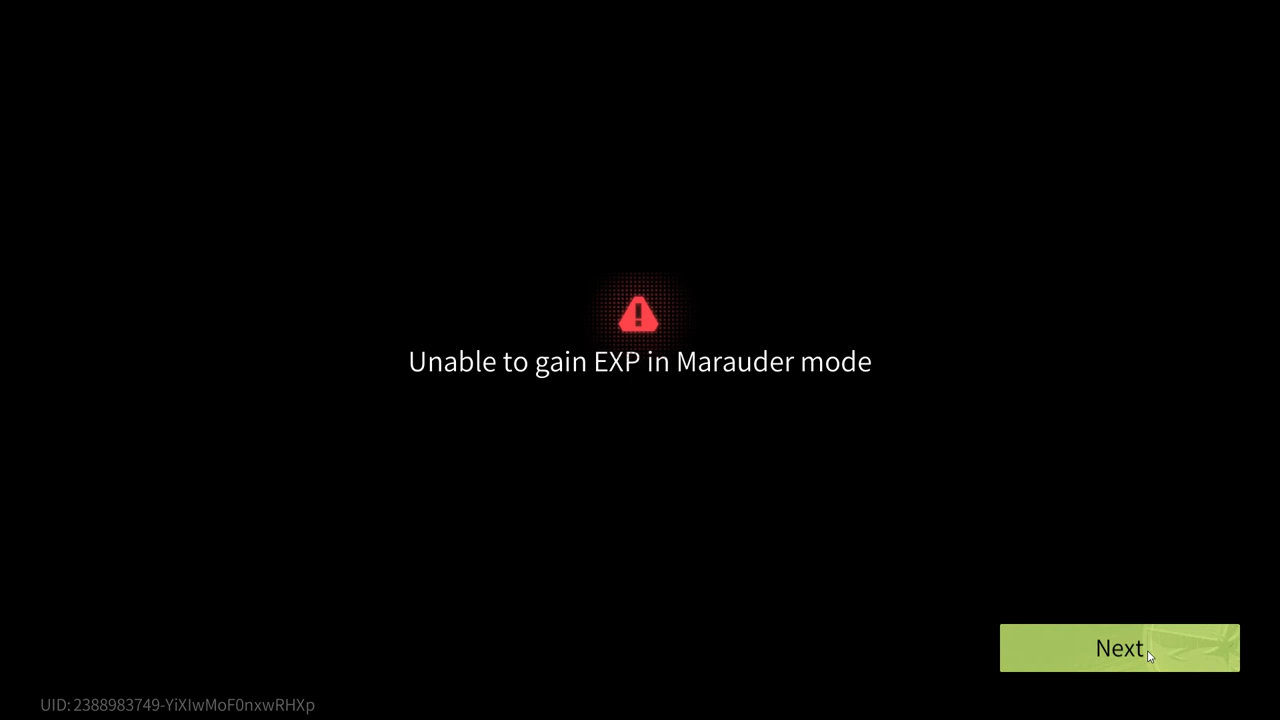 Unable to gain EXP in Marauder mode
Next
UID: 2388983749-YiXIwMoF0nxwRHXp